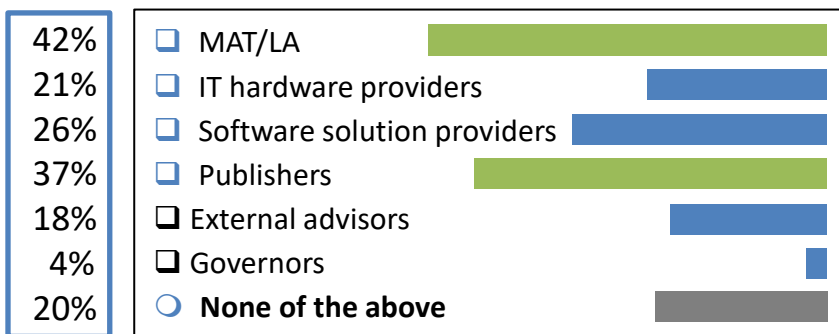 42% ❑ MAT/LA
21% ❑ IT hardware providers
26% ❑ Software solution providers
37% ❑ Publishers
18% ❑ External advisors
4% ❑ Governors
20% ❍ None of the above